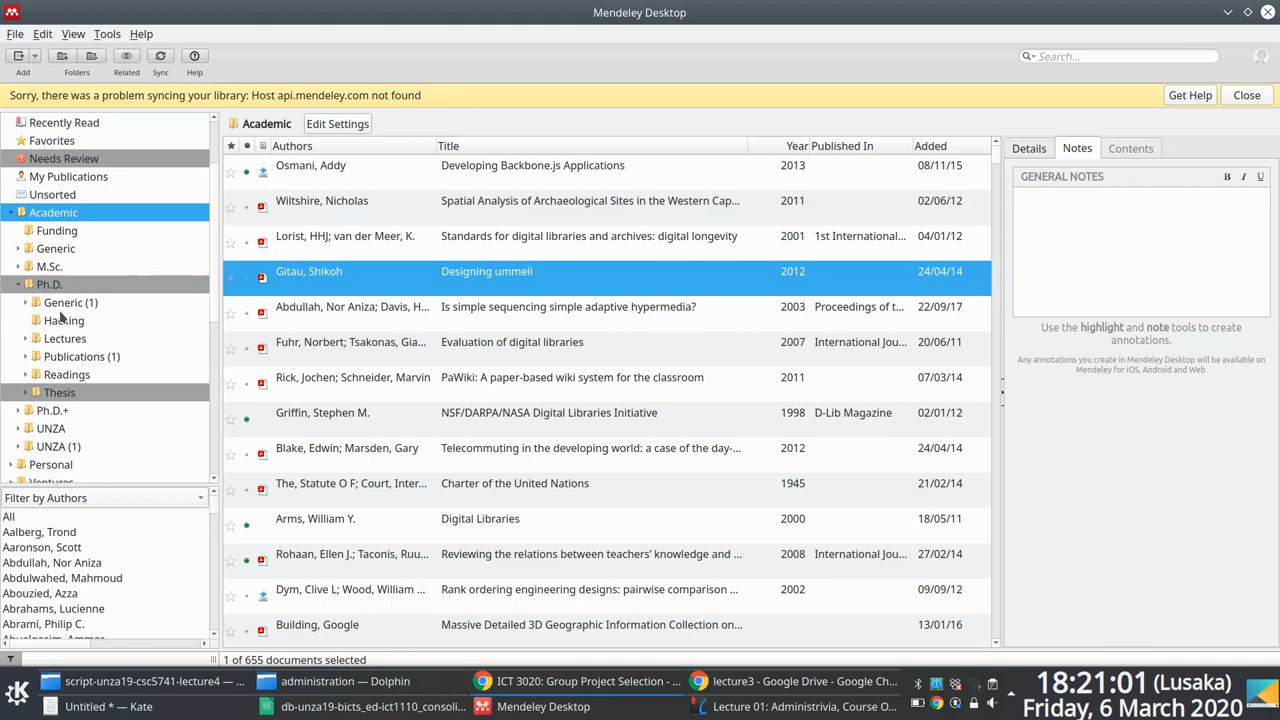 Mendeley Desktop
File Edit View Tools Help
Search...
Add Folders Related Sync Help
Sorry, there was a problem syncing your library: Host api.mendeley.com not found Get Help Close
Recently Read
Favorites
Needs Review
My Publications
Unsorted
Academic
Funding
Generic
M.Sc.
Ph.D.
Generic (1)
Hacking
Lectures
Publications (1)
Readings
Thesis
Ph.D.+
UNZA
UNZA (1)
Personal
Ventures
Filter by Authors
All
Aalberg, Trond
Aaronson, Scott
Abdullah, Nor Aniza
Abdulwahed, Mahmoud
Abouzied, Azza
Abrahams, Lucienne
Abrami, Philip C.
Abuelgasim, Ammar
Academic Edit Settings
Authors Title Year Published In Added
Osmani, Addy Developing Backbone.js Applications 2013 08/11/15
Wiltshire, Nicholas Spatial Analysis of Archaeological Sites in the Western Cap... 2011 02/06/12
Lorist, HHJ; van der Meer, K. Standards for digital libraries and archives: digital longevity 2001 1st International... 04/01/12
Gitau, Shikoh Designing ummeli 2012 24/04/14
Abdullah, Nor Aniza; Davis, H... Is simple sequencing simple adaptive hypermedia? 2003 Proceedings of t... 22/09/17
Fuhr, Norbert; Tsakonas, Gia... Evaluation of digital libraries 2007 International Jou... 20/06/11
Rick, Jochen; Schneider, Marvin PaWiki: A paper-based wiki system for the classroom 2011 07/03/14
Griffin, Stephen M. NSF/DARPA/NASA Digital Libraries Initiative 1998 D-Lib Magazine 02/01/12
Blake, Edwin; Marsden, Gary Telecommuting in the developing world: a case of the day-... 2012 24/04/14
The, Statute O F; Court, Inter... Charter of the United Nations 1945 21/02/14
Arms, William Y. Digital Libraries 2000 18/05/11
Rohaan, Ellen J.; Taconis, Ruu... Reviewing the relations between teachers' knowledge and ... 2008 International Jou... 27/02/14
Dym, Clive L; Wood, William ... Rank ordering engineering designs: pairwise comparison ... 2002 09/09/12
Building, Google Massive Detailed 3D Geographic Information Collection on... 13/01/16
1 of 655 documents selected
Details Notes Contents
GENERAL NOTES B I U
Use the highlight and note tools to create
annotations.
Any annotations you create in Mendeley Desktop will be available on
Mendeley for iOS, Android and Web
script-unza19-csc5741-lecture4 — ... administration — Dolphin ICT 3020: Group Project Selection - ... lecture3 - Google Drive - Google Ch...
Untitled * — Kate db-unza19-bicts_ed-ict1110_consoli... Mendeley Desktop Lecture 01: Administrivia, Course O...
18:21:01 (Lusaka)
Friday, 6 March 2020